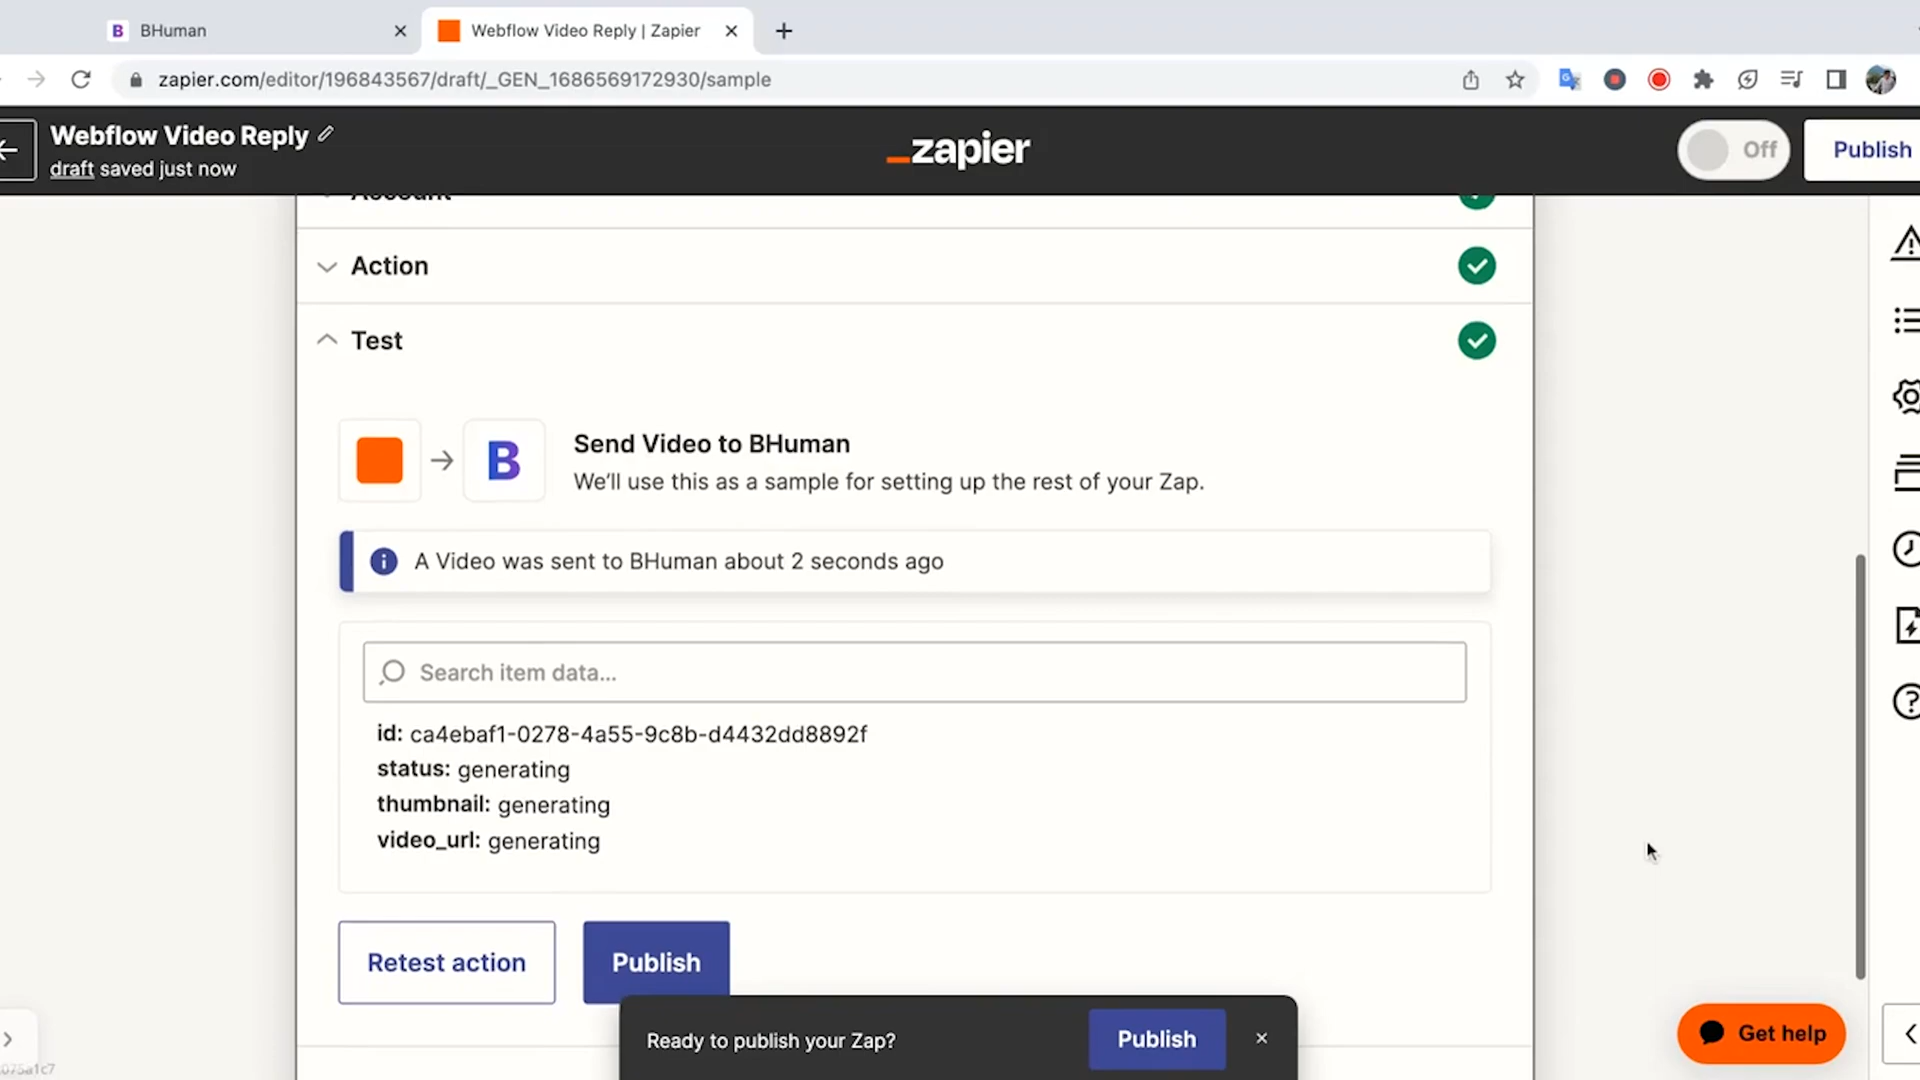 BHuman
Webflow Video Reply | Zapier
zapier.com/editor/196843567/draft/_GEN_1686569172930/sample
Webflow Video Reply
draft saved just now
zapier
Off
Publish
Account
Action
Test
B
Send Video to BHuman
We'll use this as a sample for setting up the rest of your Zap.
A Video was sent to BHuman about 2 seconds ago
Search item data...
id: ca4ebaf1-0278-4a55-9c8b-d4432dd8892f
status: generating
thumbnail: generating
video_url: generating
Retest action
Publish
Ready to publish your Zap?
Publish
Get help